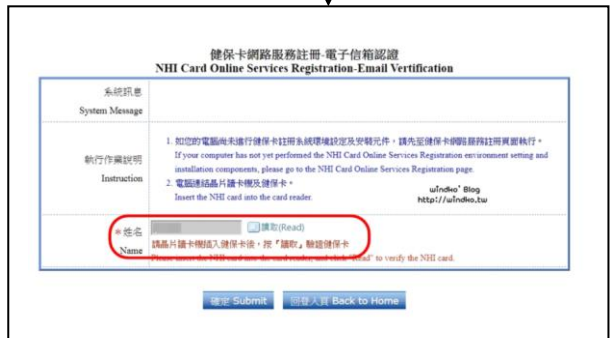 健保卡網路服務註冊-電子信箱認證
NHI Card Online Services Registration-Email Vertification
系統訊息
System Message
執行作業說明
Instruction
1. 如您的電腦尚未進行健保卡註冊系統環境設定及安裝元件，請先至健保卡網路服務註冊頁面執行。
If your computer has not yet performed the NHI Card Online Services Registration environment setting and
installation components, please go to the NHI Card Online Services Registration page.
2. 電腦連結晶片讀卡機及健保卡。
Insert the NHI card into the card reader.
wIndko' Blog
http://wIndko.tw
*姓名
Name
讀取(Read)
請晶片讀卡機插入健保卡後，按『讀取』驗證健保卡
Please insert the NHI card into the card reader, and click "Read" to verify the NHI card.
確定 Submit
回登入頁 Back to Home